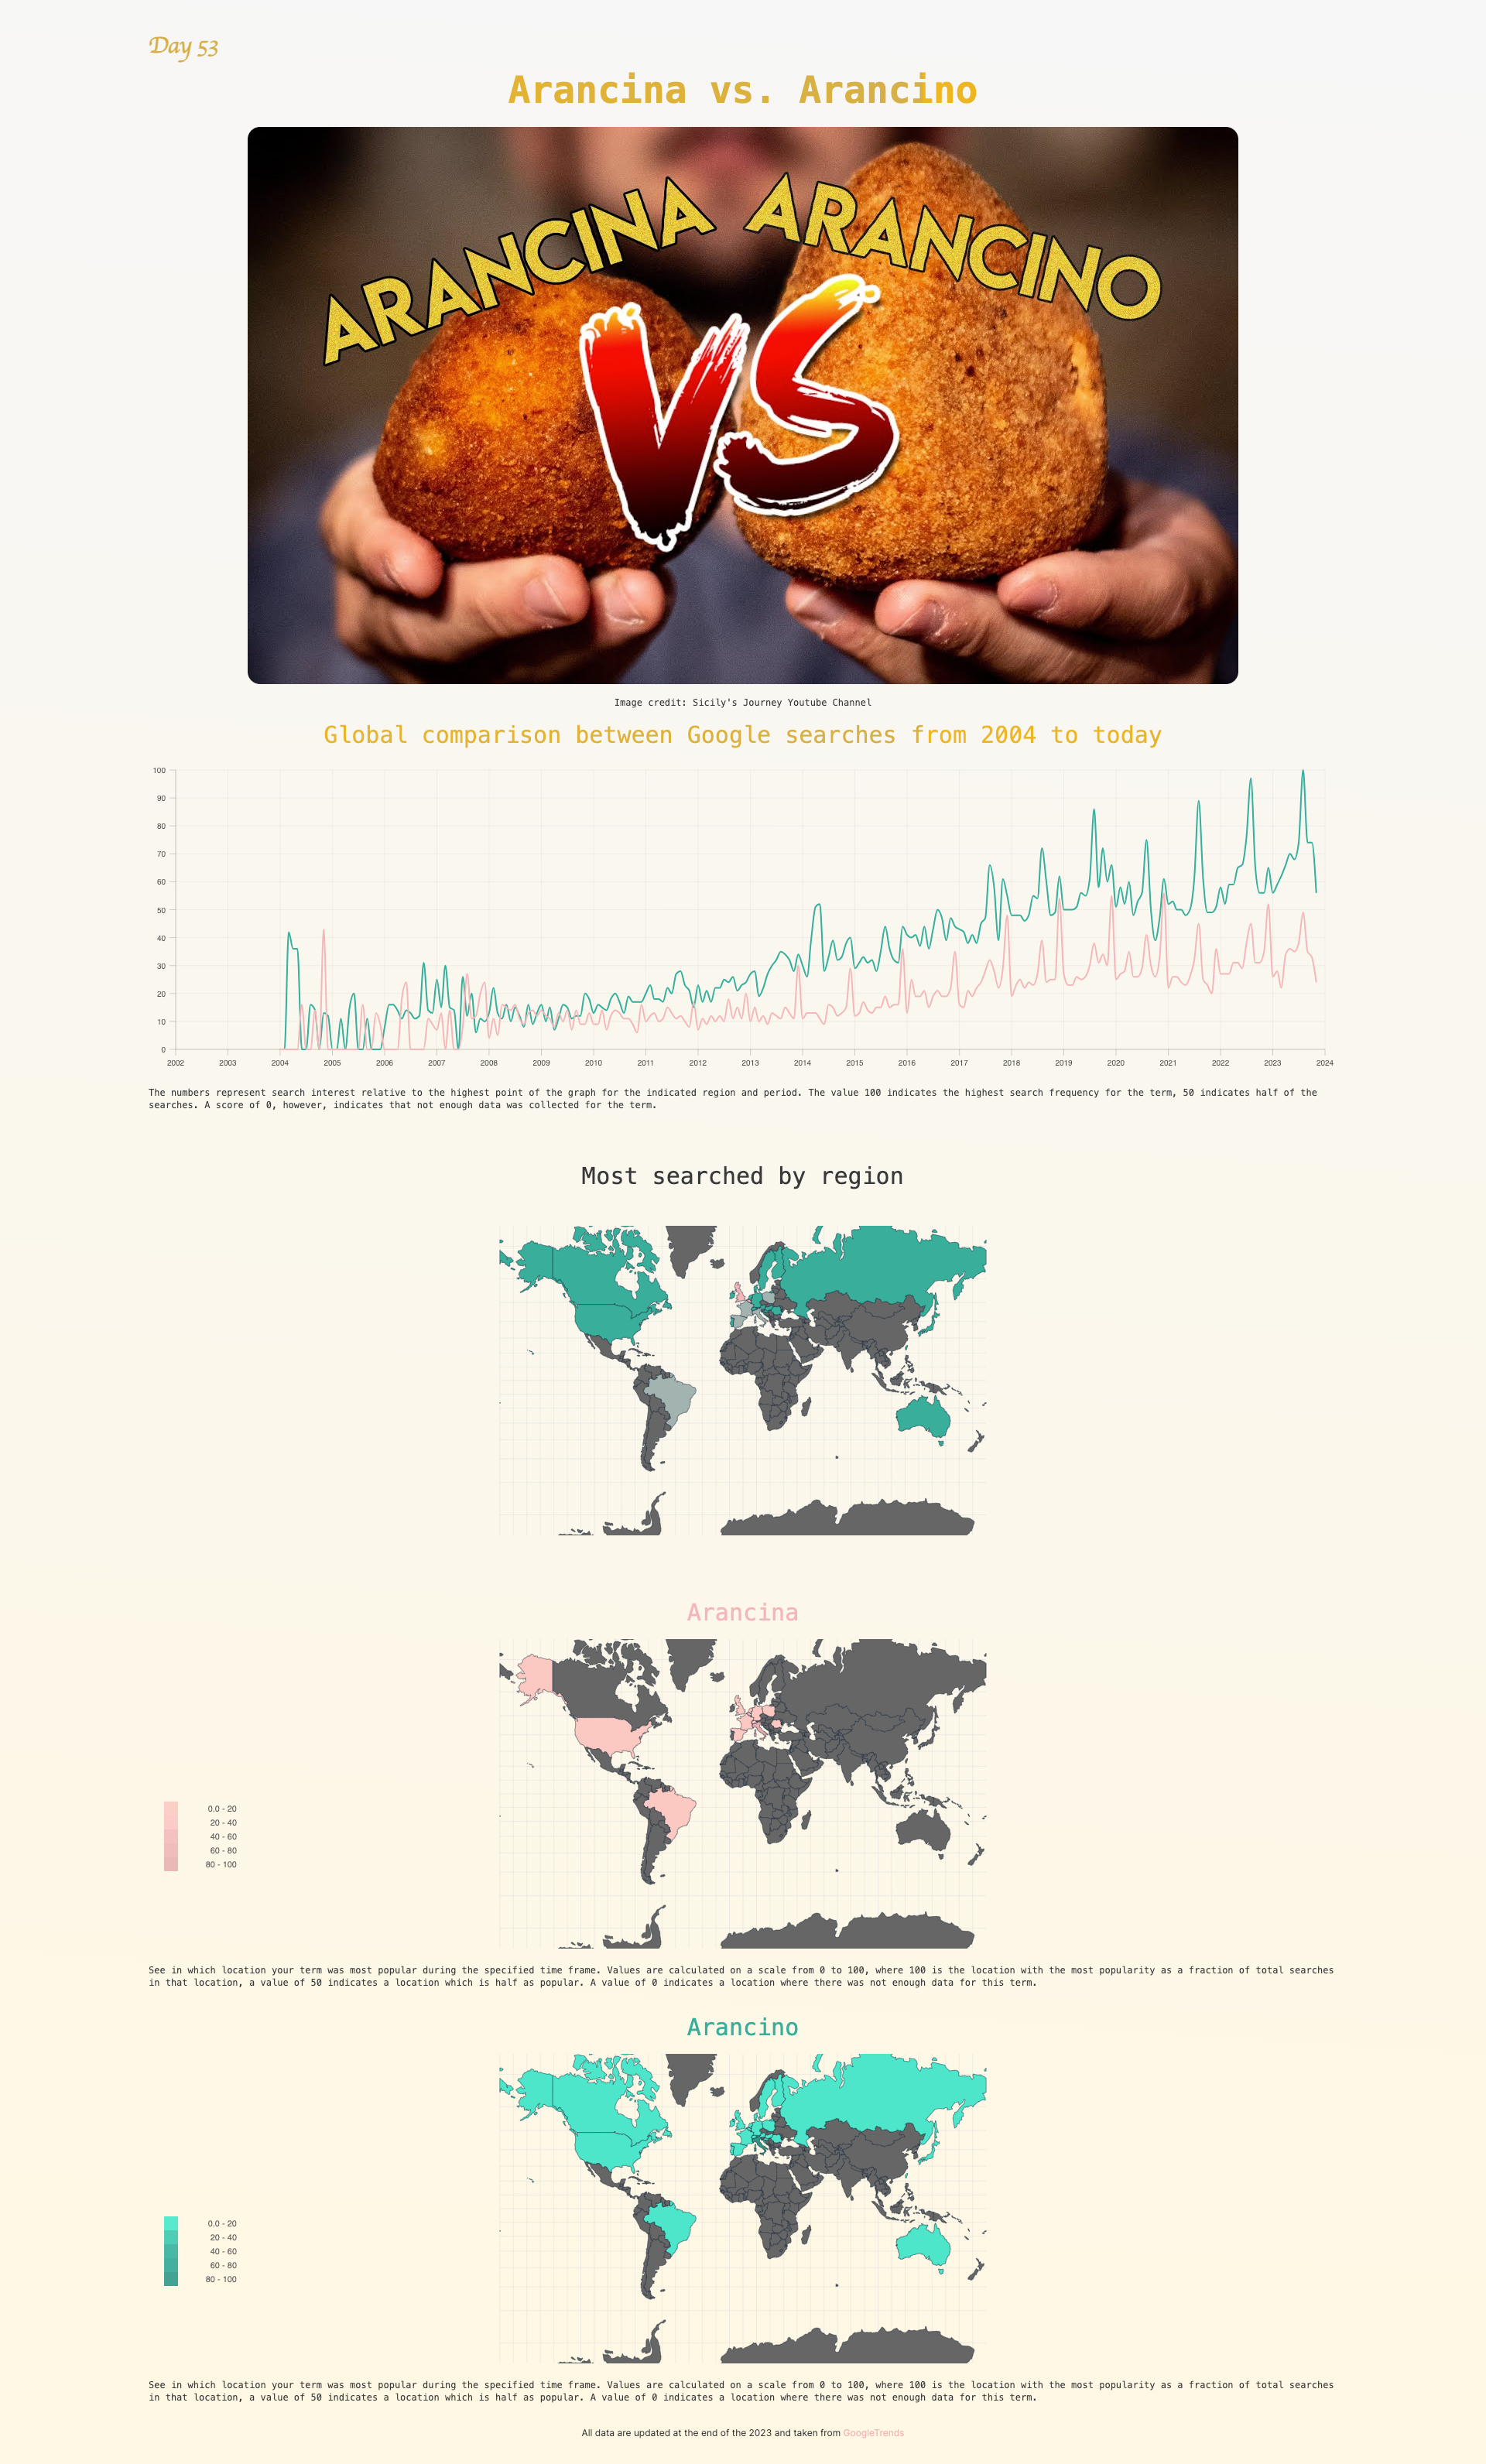 Day 53
Arancina vs. Arancino
ARANCINA ARANCINO
VS
Image credit: Sicily's Journey Youtube Channel
Global comparison between Google searches from 2004 to today
100
90
80
70
60
50
40
30
20
10
0
2002 2003 2004 2005 2006 2007 2008 2009 2010 2011 2012 2013 2014 2015 2016 2017 2018 2019 2020 2021 2022 2023 2024
The numbers represent search interest relative to the highest point of the graph for the indicated region and period. The value 100 indicates the highest search frequency for the term, 50 indicates half of the
searches. A score of 0, however, indicates that not enough data was collected for the term.
Most searched by region
Arancina
0.0 - 20
20 - 40
40 - 60
60 - 80
80 - 100
See in which location your term was most popular during the specified time frame. Values are calculated on a scale from 0 to 100, where 100 is the location with the most popularity as a fraction of total searches
in that location, a value of 50 indicates a location which is half as popular. A value of 0 indicates a location where there was not enough data for this term.
Arancino
0.0 - 20
20 - 40
40 - 60
60 - 80
80 - 100
See in which location your term was most popular during the specified time frame. Values are calculated on a scale from 0 to 100, where 100 is the location with the most popularity as a fraction of total searches
in that location, a value of 50 indicates a location which is half as popular. A value of 0 indicates a location where there was not enough data for this term.
All data are updated at the end of the 2023 and taken from GoogleTrends